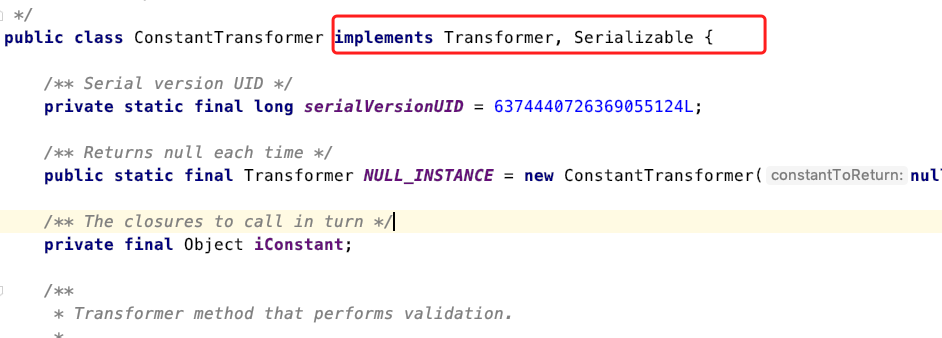 */
public class ConstantTransformer implements Transformer, Serializable {
/** Serial version UID */
private static final long serialVersionUID = 6374440726369055124L;
/** Returns null each time */
public static final Transformer NULL_INSTANCE = new ConstantTransformer( constantToReturn: nul
/** The closures to call in turn */
private final Object iConstant;
/**
* Transformer method that performs validation.
*